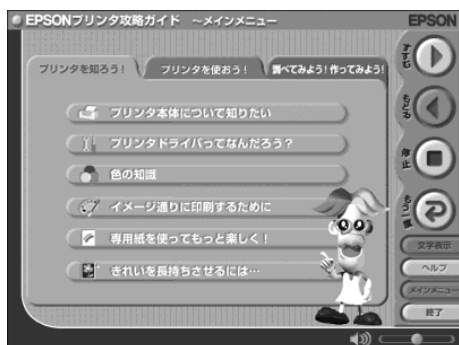 EPSONプリンタ攻略ガイド ～メインメニュー
EPSON
プリンタを知ろう！
プリンタを使おう！
調べてみよう！作ってみよう！
プリンタ本体について知りたい
プリンタドライバってなんだろう？
色の知識
イメージ通りに印刷するために
専用紙を使ってもっと楽しく！
きれいを長持ちさせるには…
すすむ
もどる
停止
もう一度
文字表示
ヘルプ
メインメニュー
終了